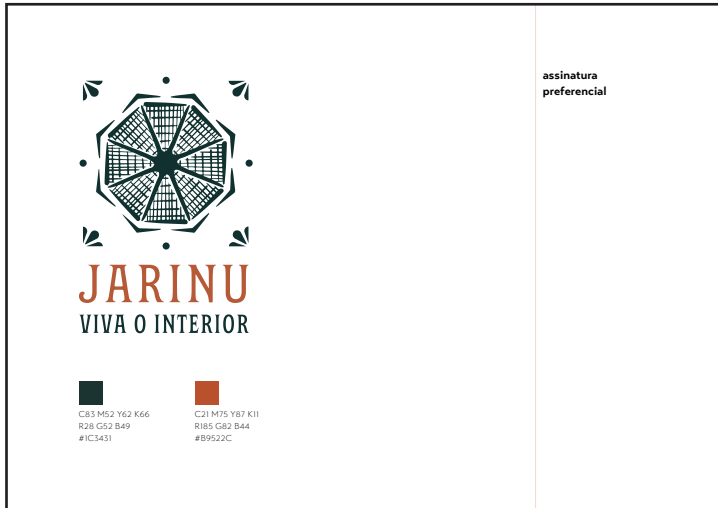 assinatura
preferencial
JARINU
VIVA O INTERIOR
C83 M52 Y62 K66
R28 G52 B49
#1C3431
C21 M75 Y87 K11
R185 G82 B44
#B9522C